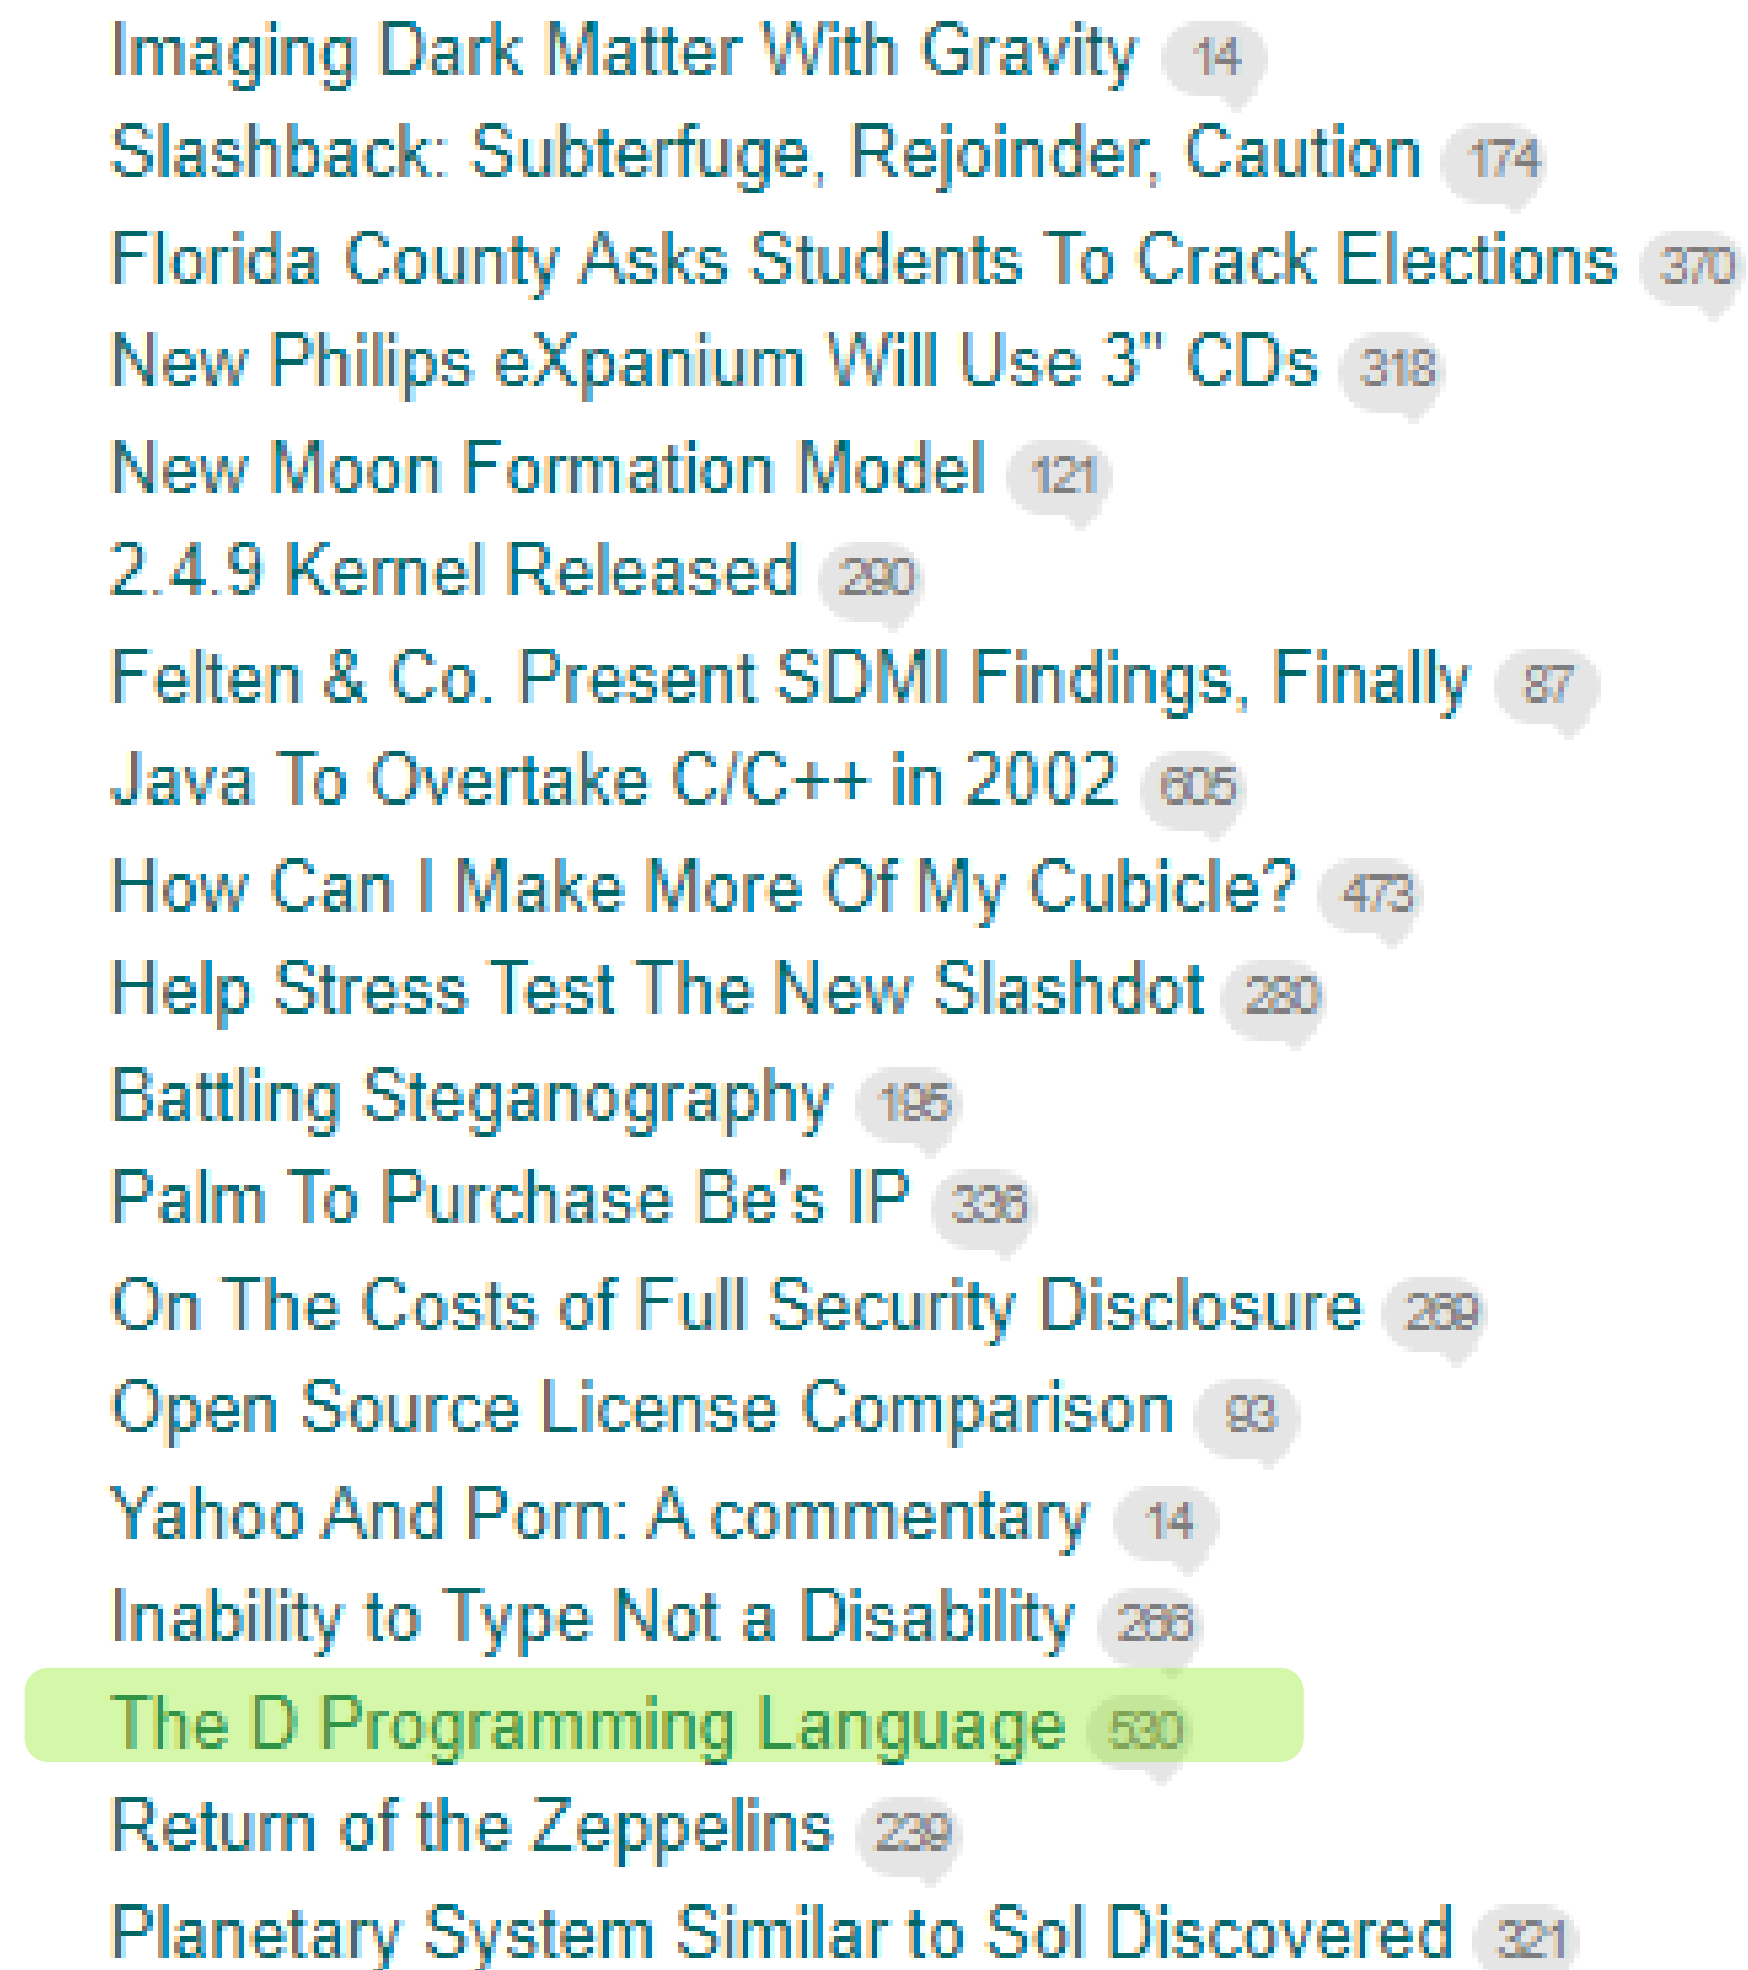 Imaging Dark Matter With Gravity 14
Slashback: Subterfuge, Rejoinder, Caution 174
Florida County Asks Students To Crack Elections 370
New Philips eXpanium Will Use 3" CDs 318
New Moon Formation Model 121
2.4.9 Kernel Released 290
Felten & Co. Present SDMI Findings, Finally 87
Java To Overtake C/C++ in 2002 605
How Can I Make More Of My Cubicle? 473
Help Stress Test The New Slashdot 280
Battling Steganography 195
Palm To Purchase Be's IP 336
On The Costs of Full Security Disclosure 269
Open Source License Comparison 93
Yahoo And Porn: A commentary 14
Inability to Type Not a Disability 266
The D Programming Language 530
Return of the Zeppelins 239
Planetary System Similar to Sol Discovered 321